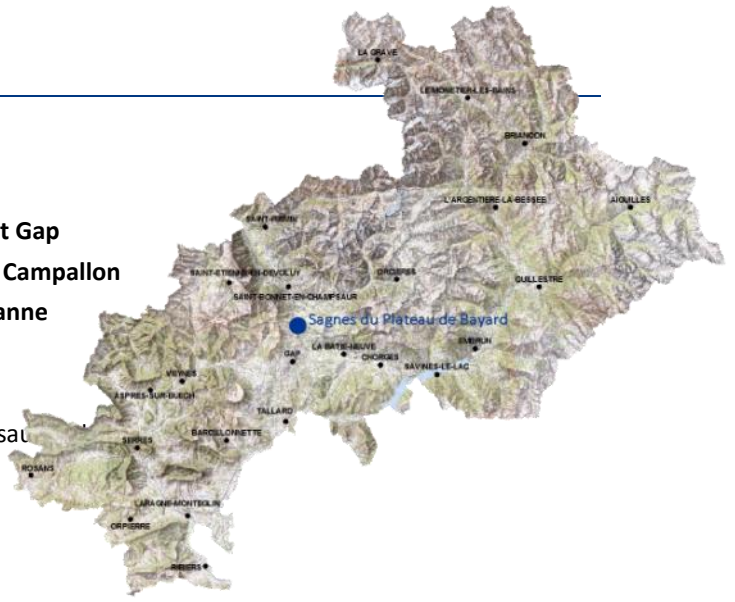 LA GRAVE
LE MONETIER-LES-BAINS
BRIANCON
t Gap
Campallon
anne
L'ARGENTIERE-LA-BESSEE
AIGUILLES
SAINT-FIRMIN
SAINT-ETIENNE-EN-DEVOLUY
ORCIERES
GUILLESTRE
SAINT-BONNET-EN-CHAMPSAUR
Sagnes du Plateau de Bayard
GAP
LA BATIE-NEUVE
CHORGES
EMBRUN
SAVINES-LE-LAC
VEYNES
ASPRES-SUR-BUECH
TALLARD
sau
SERRES
BARCILLONNETTE
ROSANS
LARAGNE-MONTEGLIN
ORPIERRE
RIBIERS